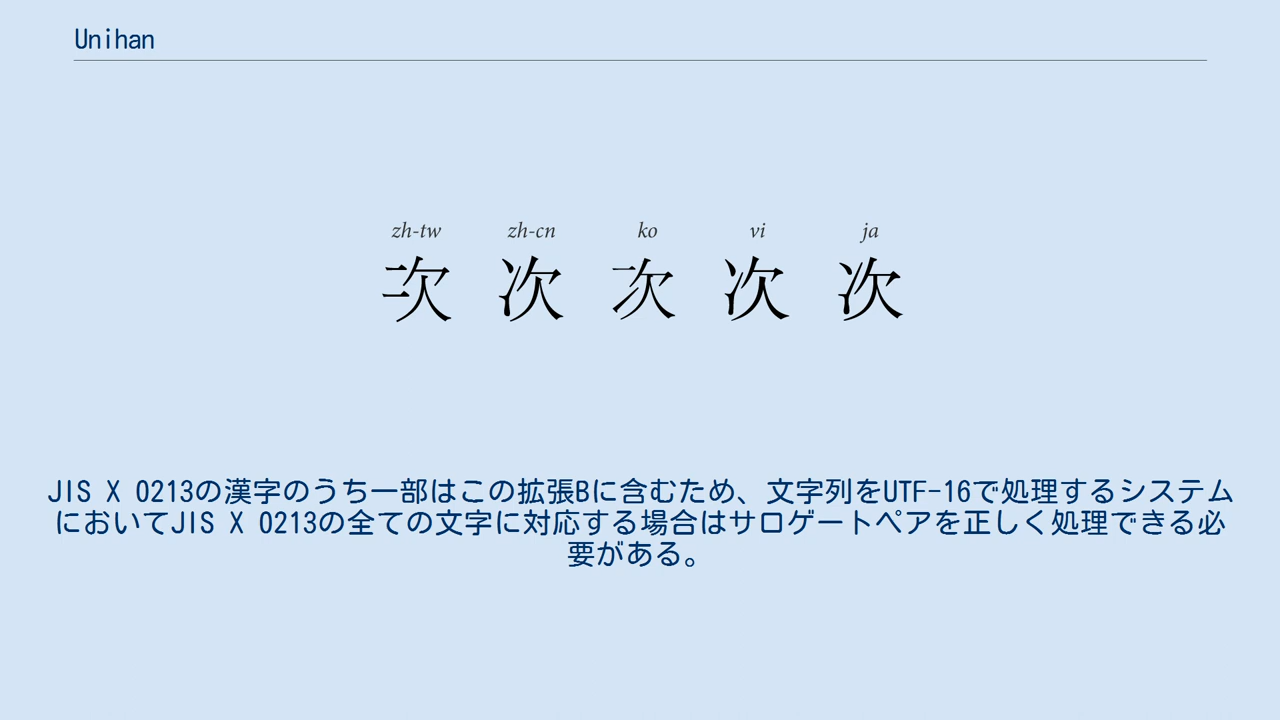 Unihan
zh-tw zh-cn ko vi ja
次 次 次 次 次
JIS X 0213の漢字のうち一部はこの拡張Bに含むため、文字列をUTF-16で処理するシステム
においてJIS X 0213の全ての文字に対応する場合はサロゲートペアを正しく処理できる必
要がある。